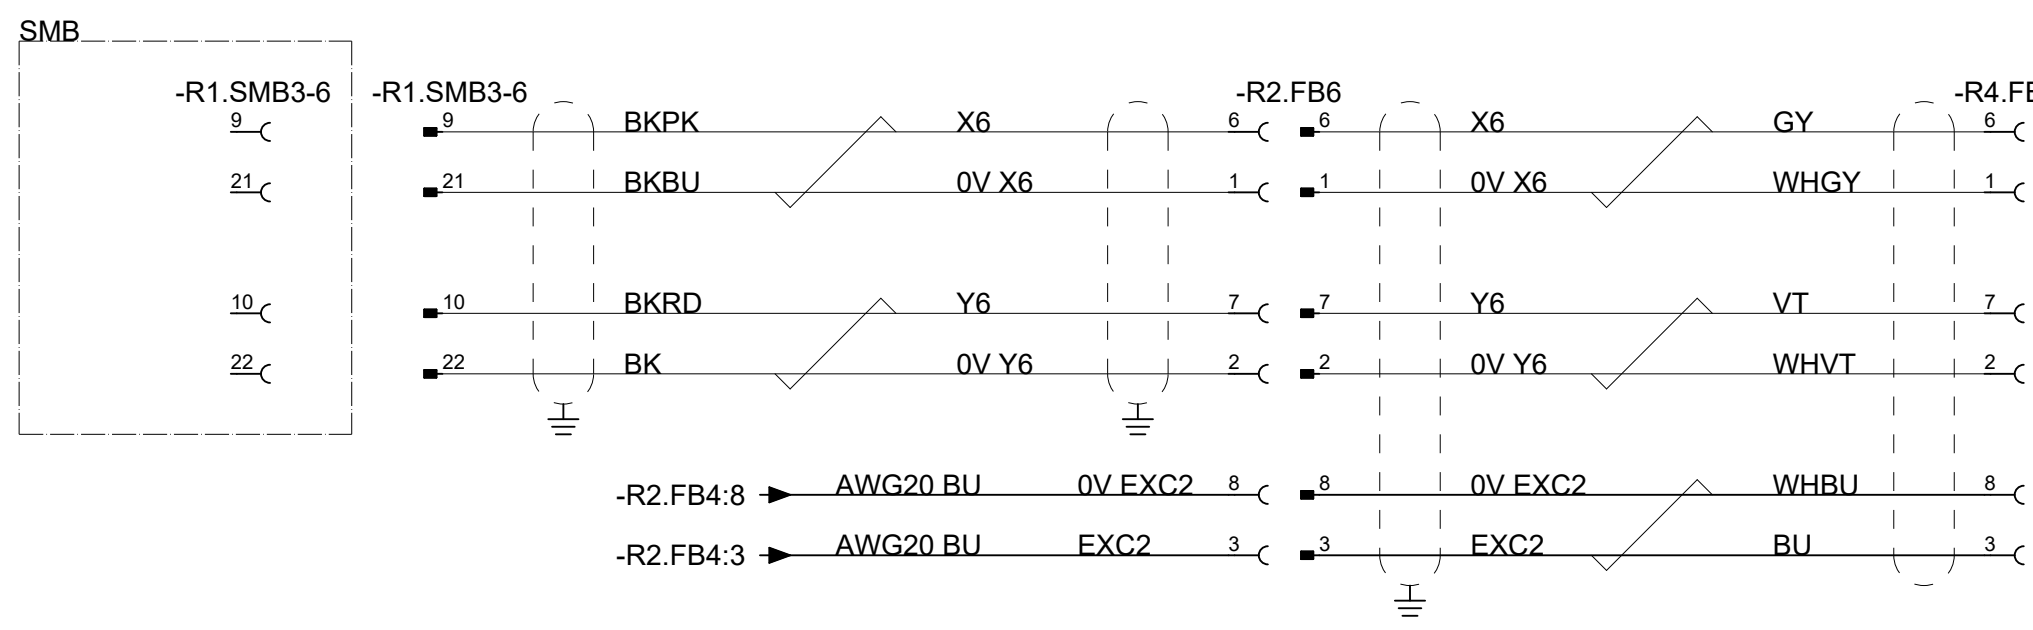 SMB
-R1.SMB3-6 -R1.SMB3-6 -R2.FB6 -R4.FE
9 9 BKPK X6 6 6 X6 GY 6
21 21 BKBU 0V X6 1 1 0V X6 WHGY 1
10 10 BKRD Y6 7 7 Y6 VT 7
22 22 BK 0V Y6 2 2 0V Y6 WHVT 2
-R2.FB4:8 AWG20 BU 0V EXC2 8 8 0V EXC2 WHBU 8
-R2.FB4:3 AWG20 BU EXC2 3 3 EXC2 BU 3